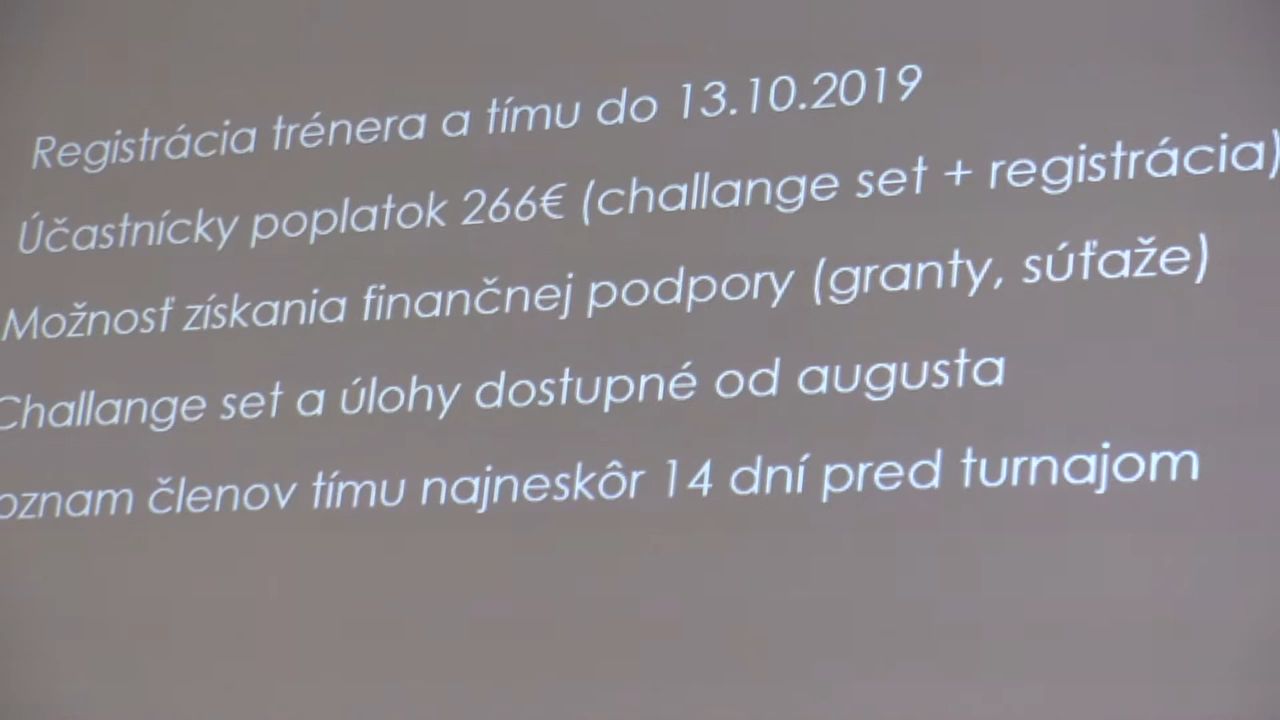 Registrácia trénera a tímu do 13.10.2019
Účastnícky poplatok 266€ (challange set + registrácia)
Možnosť získania finančnej podpory (granty, súťaže)
Challange set a úlohy dostupné od augusta
oznam členov tímu najneskôr 14 dní pred turnajom